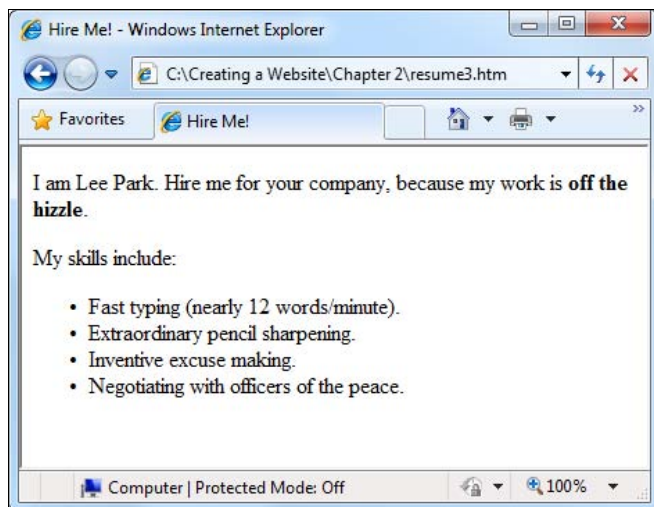 Hire Me! - Windows Internet Explorer
C:\Creating a Website\Chapter 2\resume3.htm
Favorites
Hire Me!
I am Lee Park. Hire me for your company, because my work is off the
hizzle.
My skills include:
• Fast typing (nearly 12 words/minute).
• Extraordinary pencil sharpening.
• Inventive excuse making.
• Negotiating with officers of the peace.
Computer | Protected Mode: Off
100%